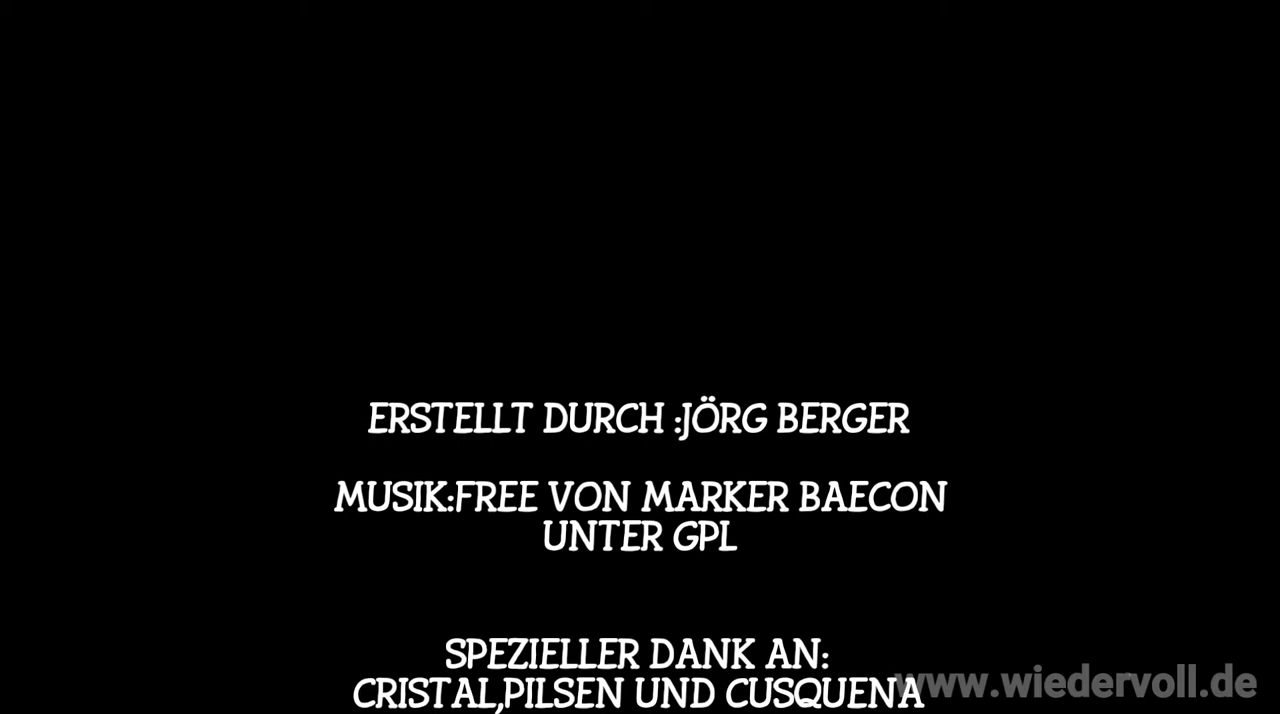 ERSTELLT DURCH :JÖRG BERGER
MUSIK:FREE VON MARKER BAECON
UNTER GPL
SPEZIELLER DANK AN:
CRISTAL,PILSEN UND CUSQUENA
www.wiedervoll.de